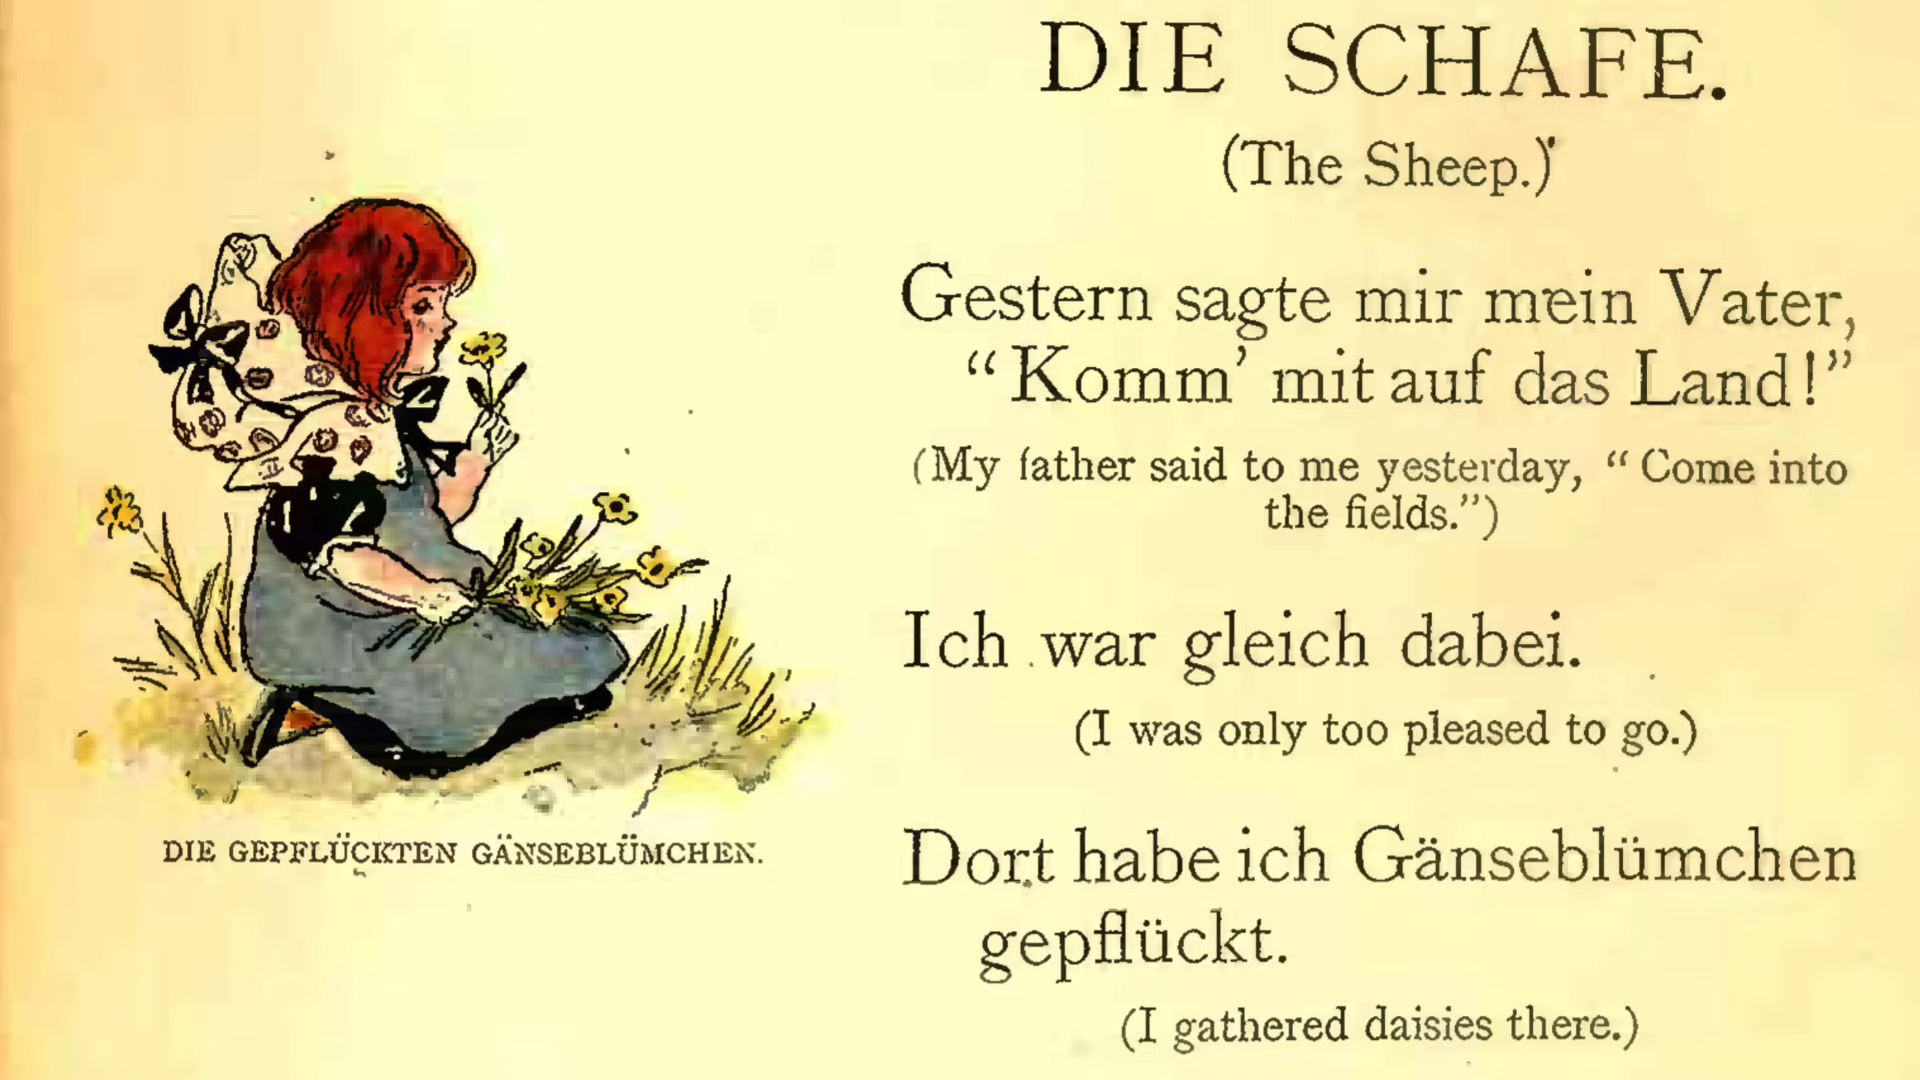 DIE SCHAFE.
(The Sheep.)
Gestern sagte mir mein Vater,
“Komm’ mit auf das Land!”
(My father said to me yesterday, “Come into
the fields.”)
Ich war gleich dabei.
(I was only too pleased to go.)
Dort habe ich Gänseblümchen
gepflückt.
(I gathered daisies there.)
DIE GEPFLÜCKTEN GÄNSEBLÜMCHEN.